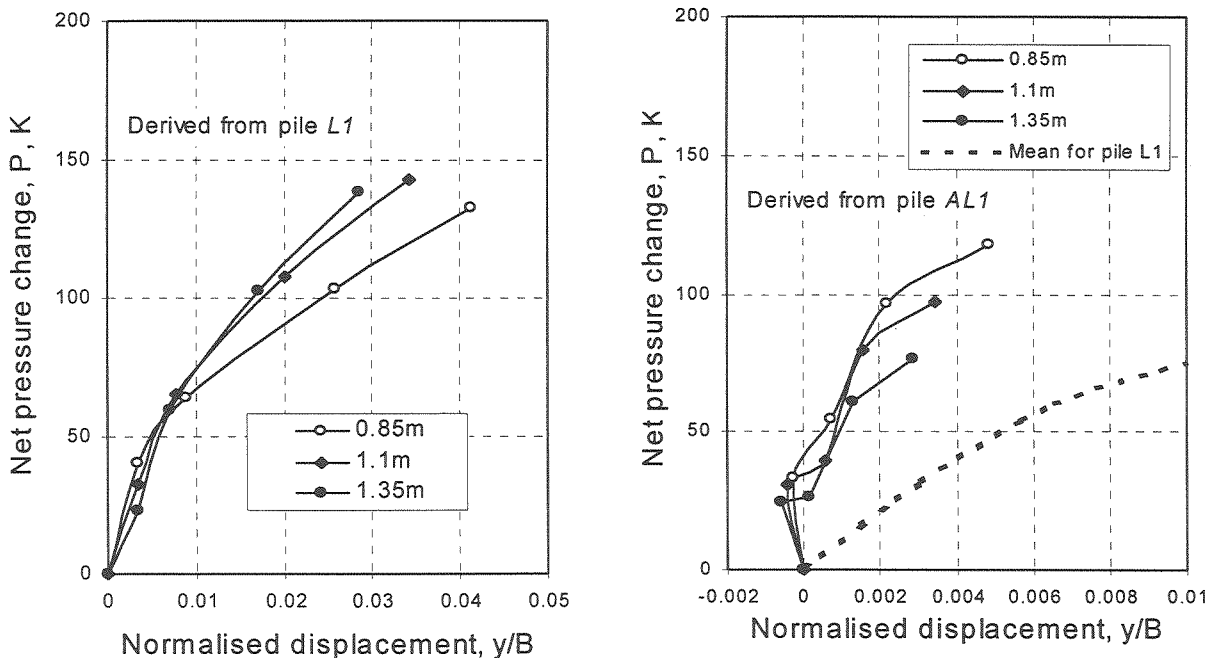 200
150
100
50
0
Net pressure change, P, K
Derived from pile L1
0.85m
1.1m
1.35m
0 0.01 0.02 0.03 0.04 0.05
Normalised displacement, y/B
200
150
100
50
0
Net pressure change, P, K
0.85m
1.1m
1.35m
Mean for pile L1
Derived from pile AL1
-0.002 0 0.002 0.004 0.006 0.008 0.01
Normalised displacement, y/B